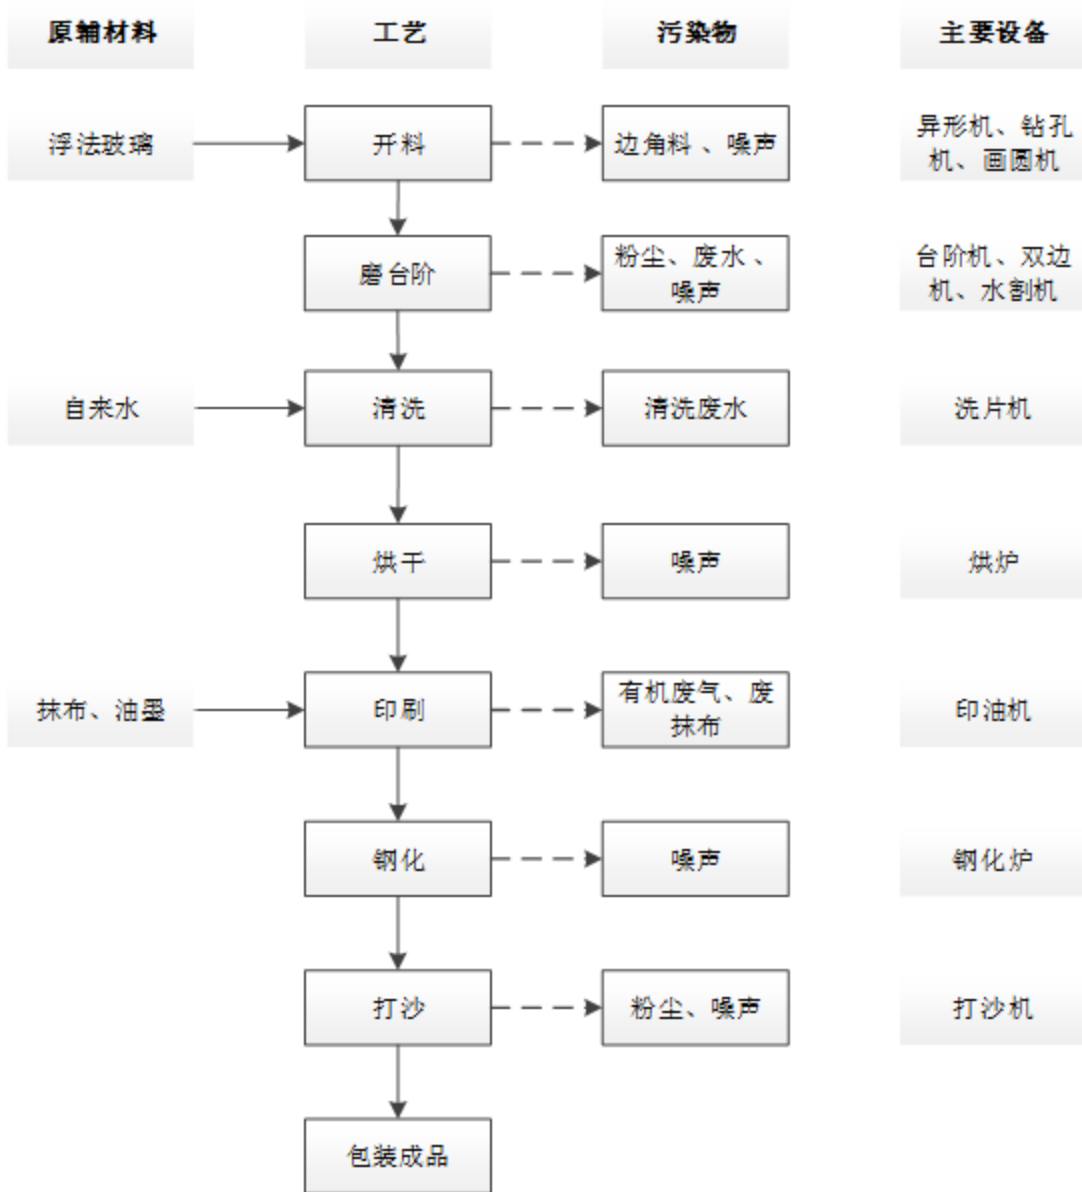 原辅材料 工艺 污染物 主要设备
浮法玻璃 开料 边角料、噪声 异形机、钻孔
机、画圆机
磨台阶 粉尘、废水、 台阶机、双边
噪声 机、水割机
自来水 清洗 清洗废水 洗片机
烘干 噪声 烘炉
抹布、油墨 印刷 有机废气、废 印油机
抹布
钢化 噪声 钢化炉
打沙 粉尘、噪声 打沙机
包装成品